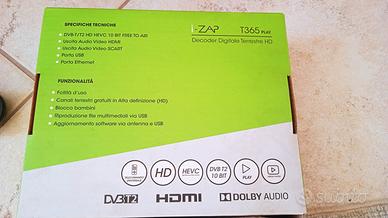 SPECIFICHE TECNICHE
• DVB-T/T2 HD HEVC 10 BIT FREE TO AIR
• Uscita Audio Video HDMI
• Uscita Audio Video SCART
• Porta USB
• Porta Ethernet
FUNZIONALITÀ
• Facilità d'uso
• Canali terrestri gratuiti in Alta definizione (HD)
• Blocco bambini
• Riproduzione file multimediali via USB
• Aggiornamento software via antenna e USB
i-ZAP T365 PLAY
Decoder Digitale Terrestre HD
HD
HEVC
DVB T2
10 BIT
PLAY
DVB T2
HDMI
DOLBY AUDIO
Subito